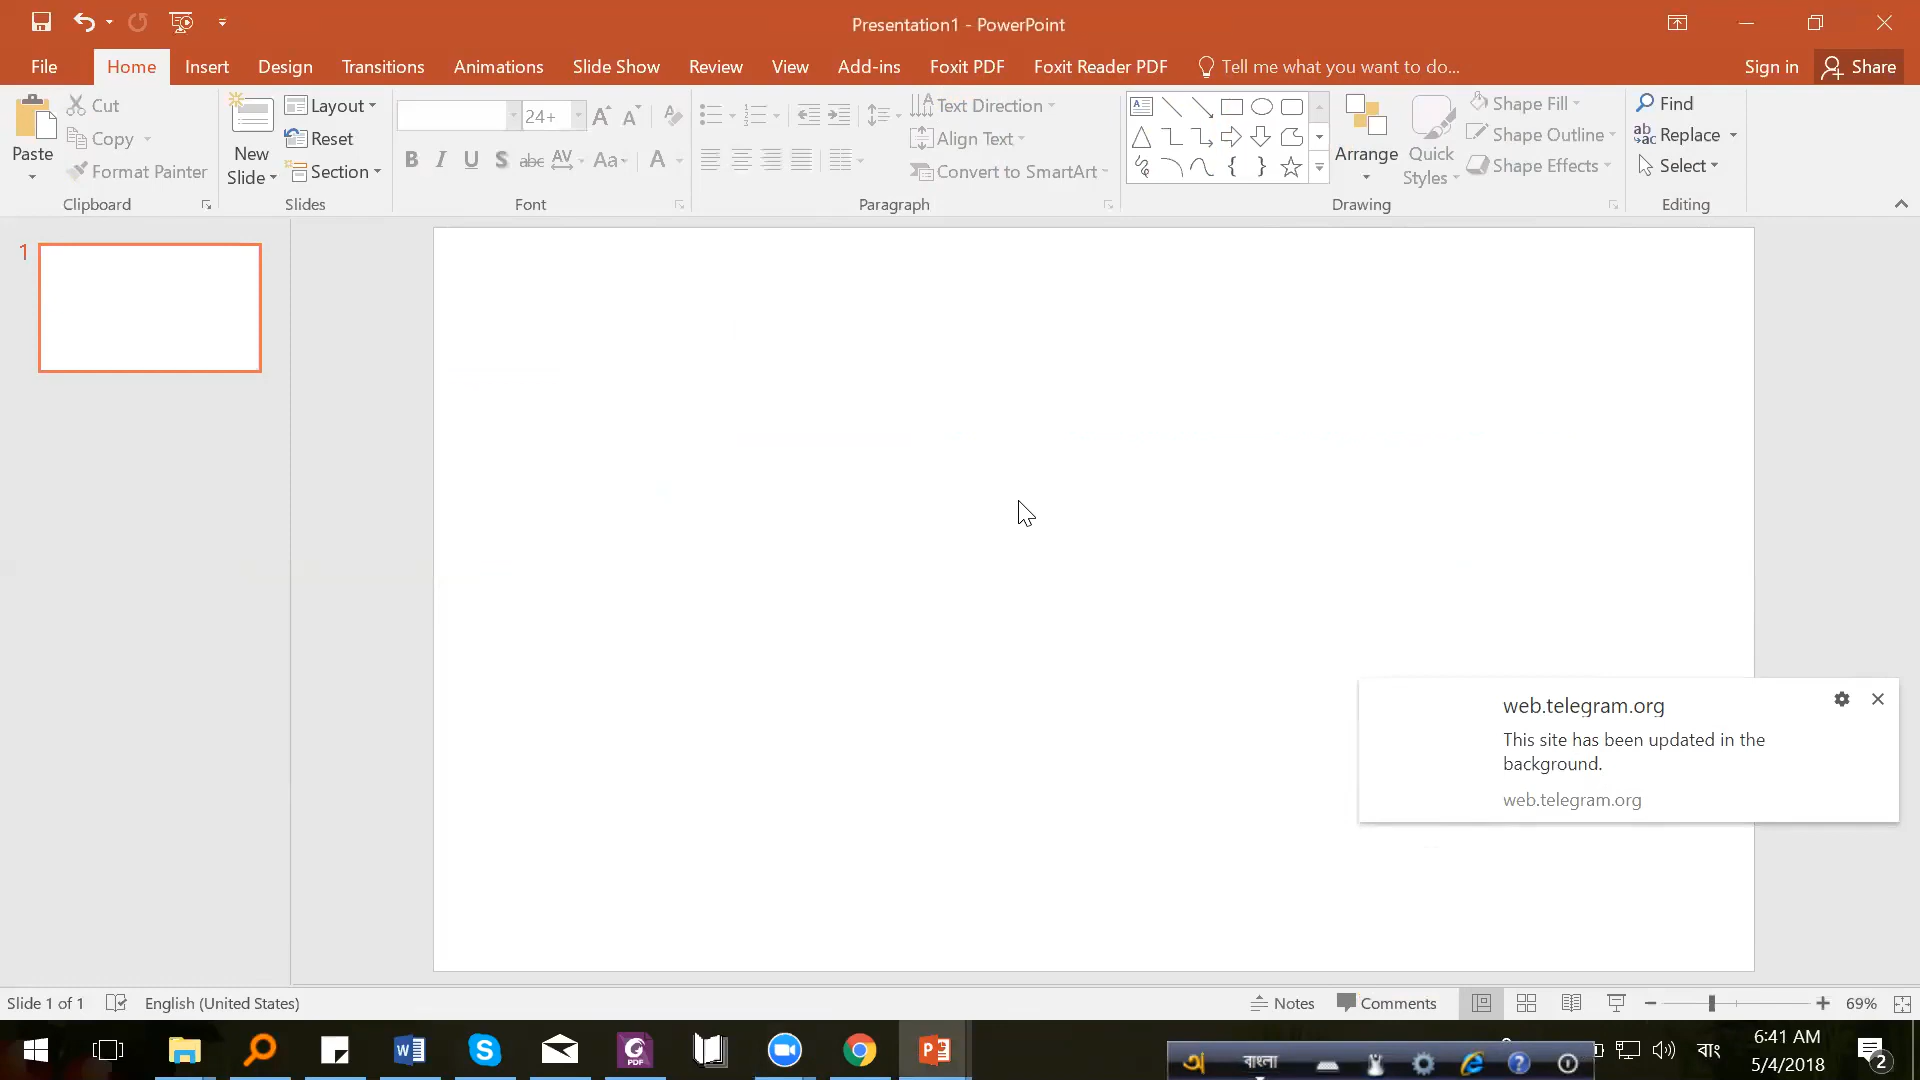 Presentation1 - PowerPoint
File Home Insert Design Transitions Animations Slide Show Review View Add-ins Foxit PDF Foxit Reader PDF Tell me what you want to do... Sign in Share
Paste
Cut
Copy
Format Painter
Clipboard
New Slide
Layout
Reset
Section
Slides
24+
B I U S abc AV Aa A
Font
Text Direction
Align Text
Convert to SmartArt
Paragraph
Arrange
Quick Styles
Shape Fill
Shape Outline
Shape Effects
Drawing
Find
Replace
Select
Editing
1
web.telegram.org
This site has been updated in the
background.
web.telegram.org
Slide 1 of 1 English (United States) Notes Comments 69%
বাংলা
বাং
6:41 AM
5/4/2018
2